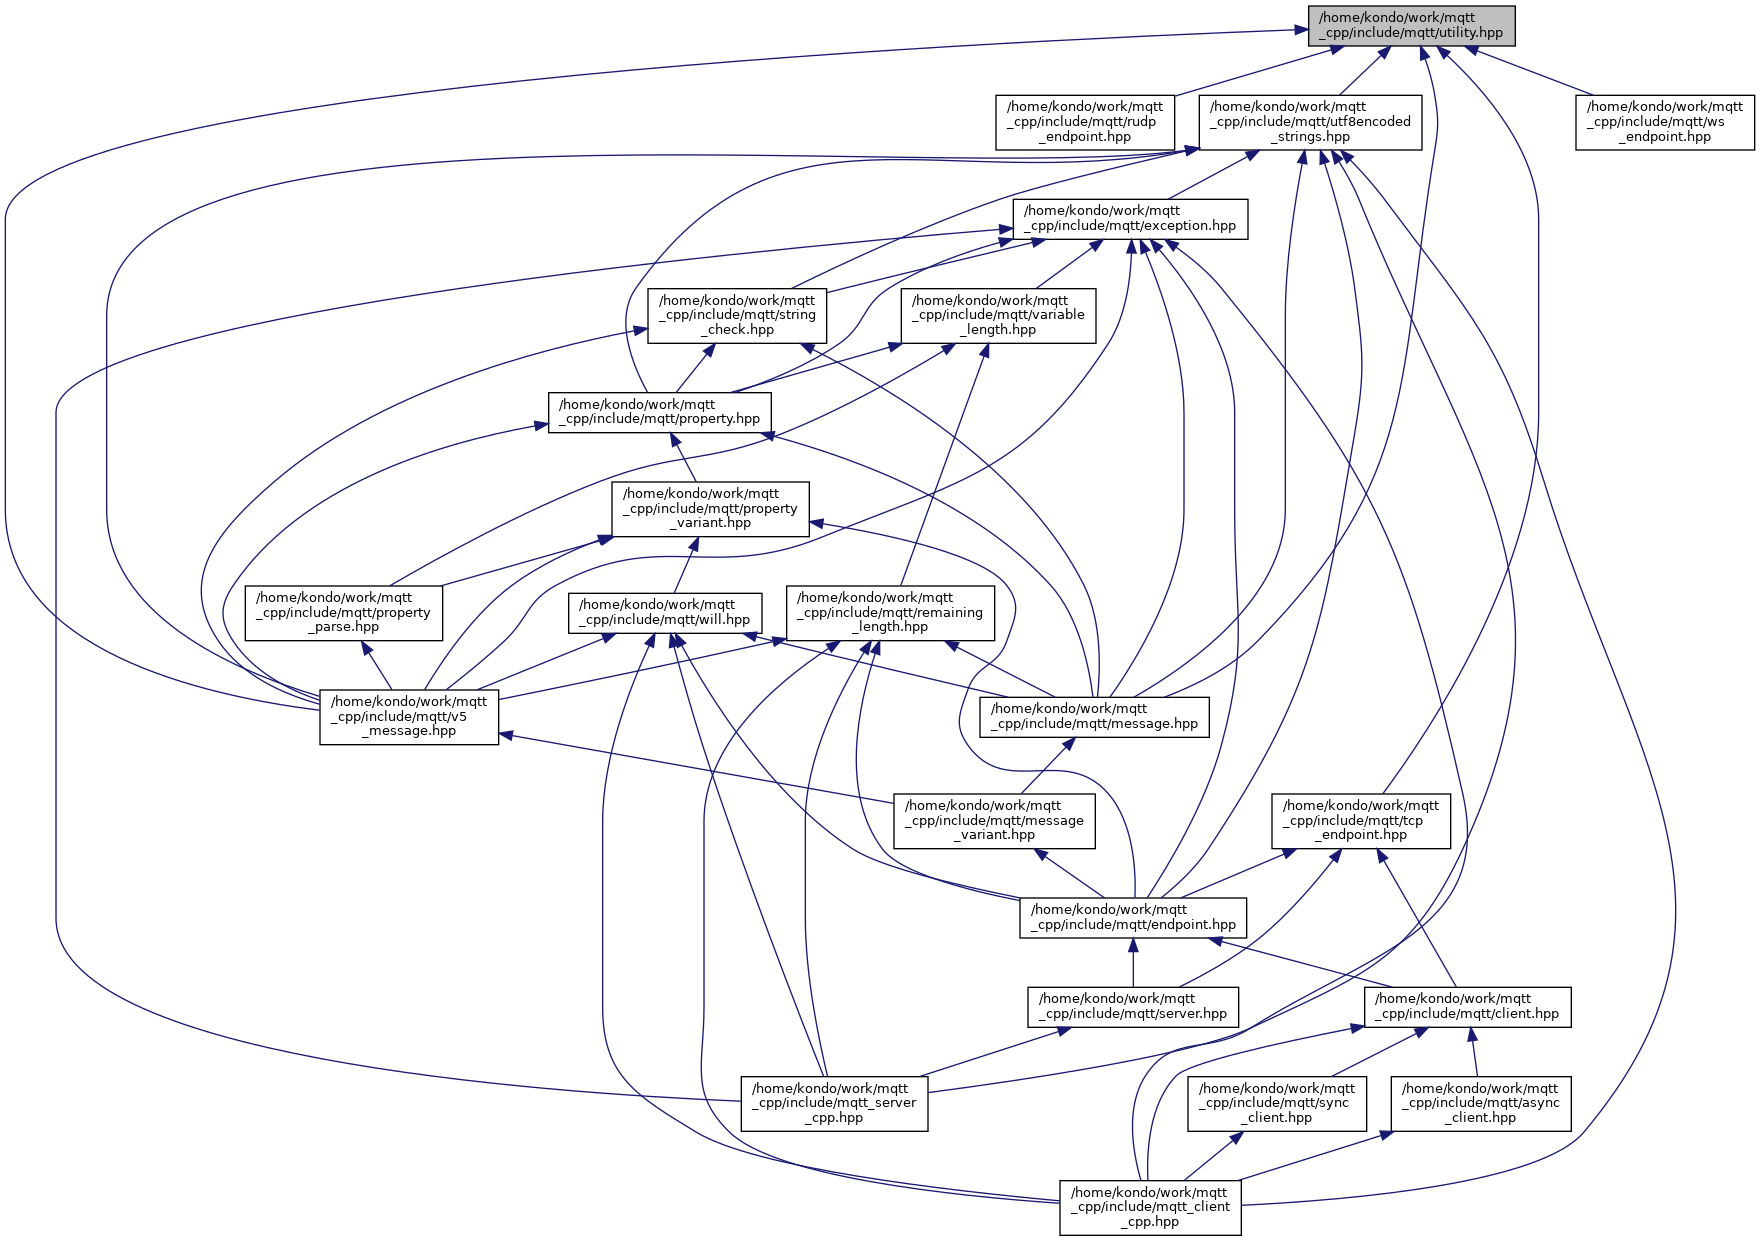 /home/kondo/work/mqtt
_cpp/include/mqtt/utility.hpp
/home/kondo/work/mqtt
_cpp/include/mqtt/rudp
_endpoint.hpp
/home/kondo/work/mqtt
_cpp/include/mqtt/utf8encoded
_strings.hpp
/home/kondo/work/mqtt
_cpp/include/mqtt/ws
_endpoint.hpp
/home/kondo/work/mqtt
_cpp/include/mqtt/exception.hpp
/home/kondo/work/mqtt
_cpp/include/mqtt/string
_check.hpp
/home/kondo/work/mqtt
_cpp/include/mqtt/variable
_length.hpp
/home/kondo/work/mqtt
_cpp/include/mqtt/property.hpp
/home/kondo/work/mqtt
_cpp/include/mqtt/property
_variant.hpp
/home/kondo/work/mqtt
_cpp/include/mqtt/property
_parse.hpp
/home/kondo/work/mqtt
_cpp/include/mqtt/will.hpp
/home/kondo/work/mqtt
_cpp/include/mqtt/remaining
_length.hpp
/home/kondo/work/mqtt
_cpp/include/mqtt/v5
_message.hpp
/home/kondo/work/mqtt
_cpp/include/mqtt/message.hpp
/home/kondo/work/mqtt
_cpp/include/mqtt/message
_variant.hpp
/home/kondo/work/mqtt
_cpp/include/mqtt/tcp
_endpoint.hpp
/home/kondo/work/mqtt
_cpp/include/mqtt/endpoint.hpp
/home/kondo/work/mqtt
_cpp/include/mqtt/server.hpp
/home/kondo/work/mqtt
_cpp/include/mqtt/client.hpp
/home/kondo/work/mqtt
_cpp/include/mqtt_server
_cpp.hpp
/home/kondo/work/mqtt
_cpp/include/mqtt/sync
_client.hpp
/home/kondo/work/mqtt
_cpp/include/mqtt/async
_client.hpp
/home/kondo/work/mqtt
_cpp/include/mqtt_client
_cpp.hpp